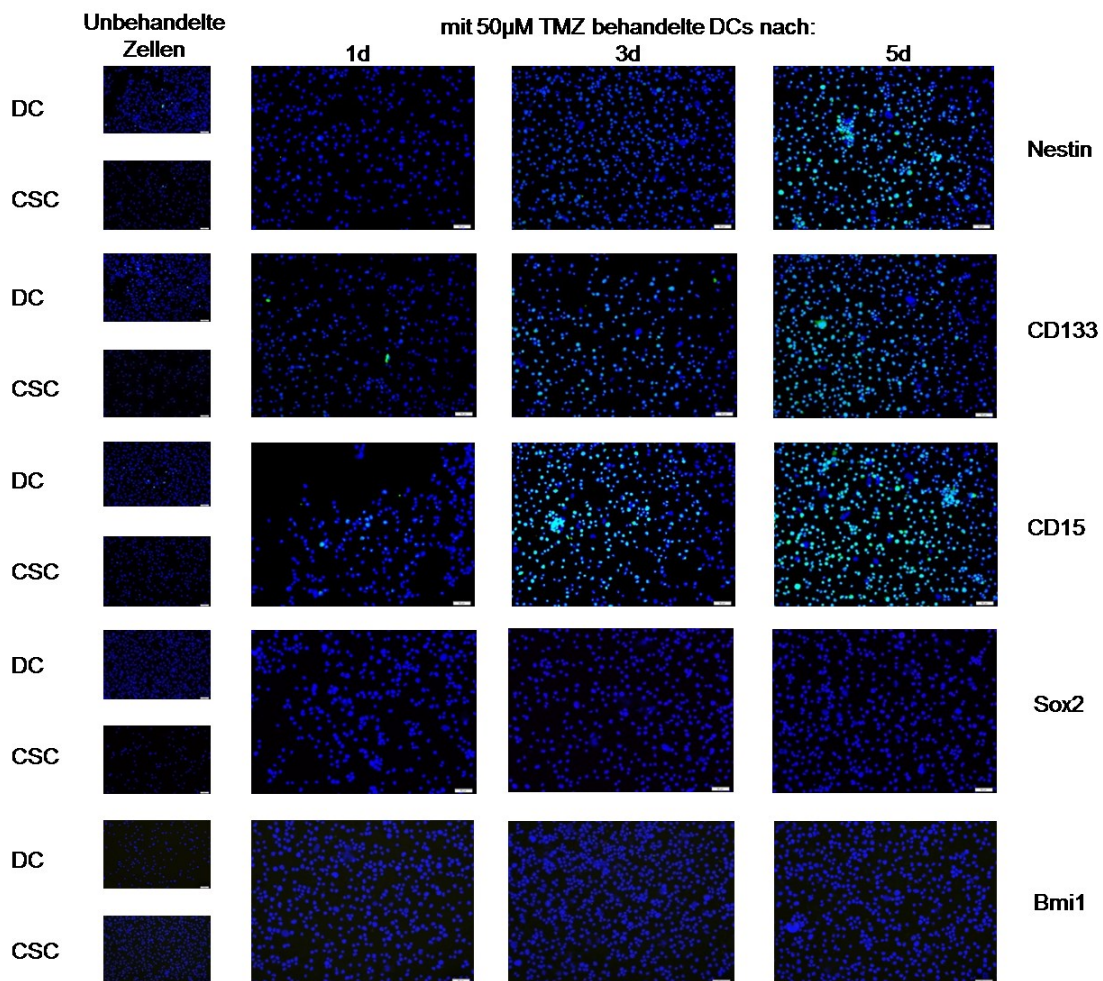 Unbehandelte
Zellen
mit 50µM TMZ behandelte DCs nach:
1d 3d 5d
DC
CSC
Nestin
DC
CSC
CD133
DC
CSC
CD15
DC
CSC
Sox2
DC
CSC
Bmi1